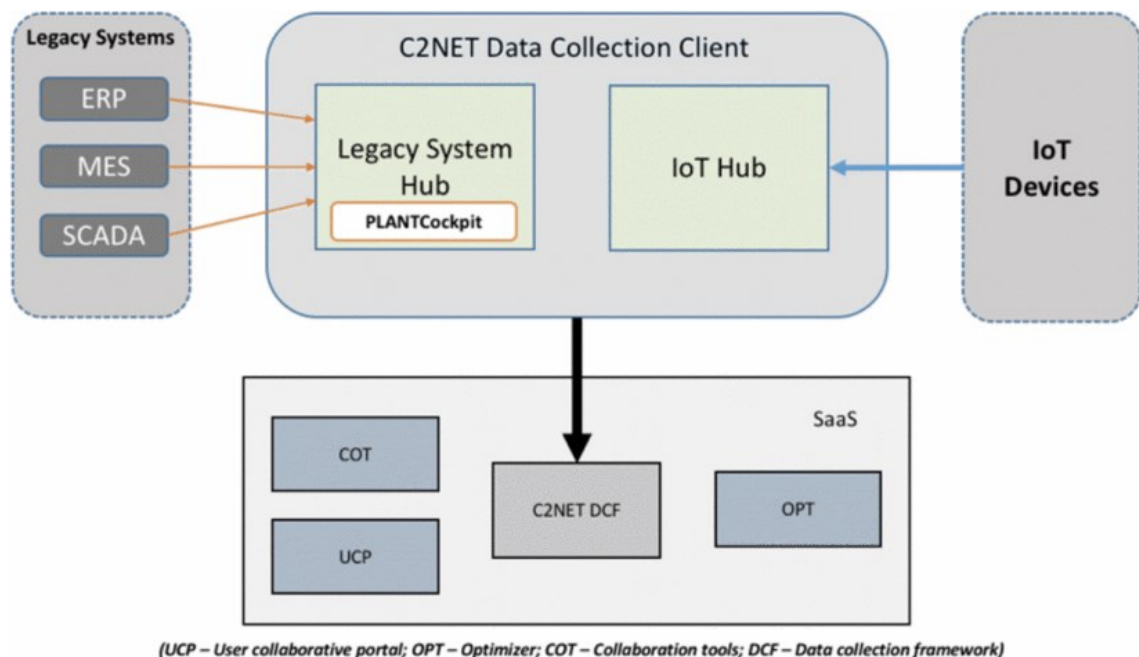 Legacy Systems
ERP
MES
SCADA
C2NET Data Collection Client
Legacy System
Hub
PLANTCockpit
IoT Hub
IoT
Devices
SaaS
COT
UCP
C2NET DCF
OPT
(UCP – User collaborative portal; OPT – Optimizer; COT – Collaboration tools; DCF – Data collection framework)